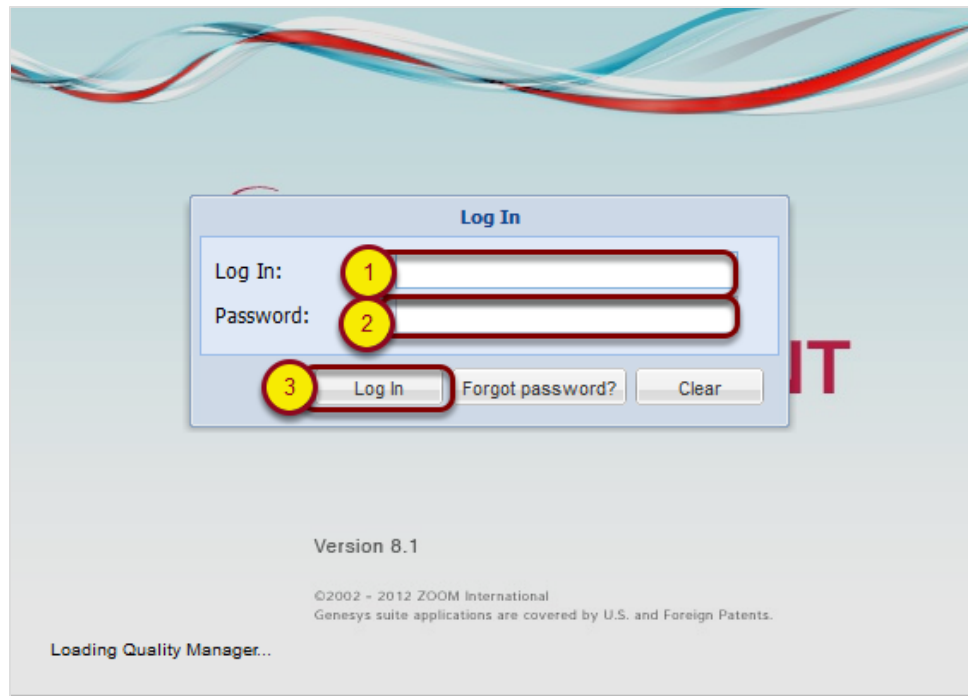 Log In
Log In: 1
Password: 2
3 Log In Forgot password? Clear
NT
Version 8.1
©2002 - 2012 ZOOM International
Genesys suite applications are covered by U.S. and Foreign Patents.
Loading Quality Manager...